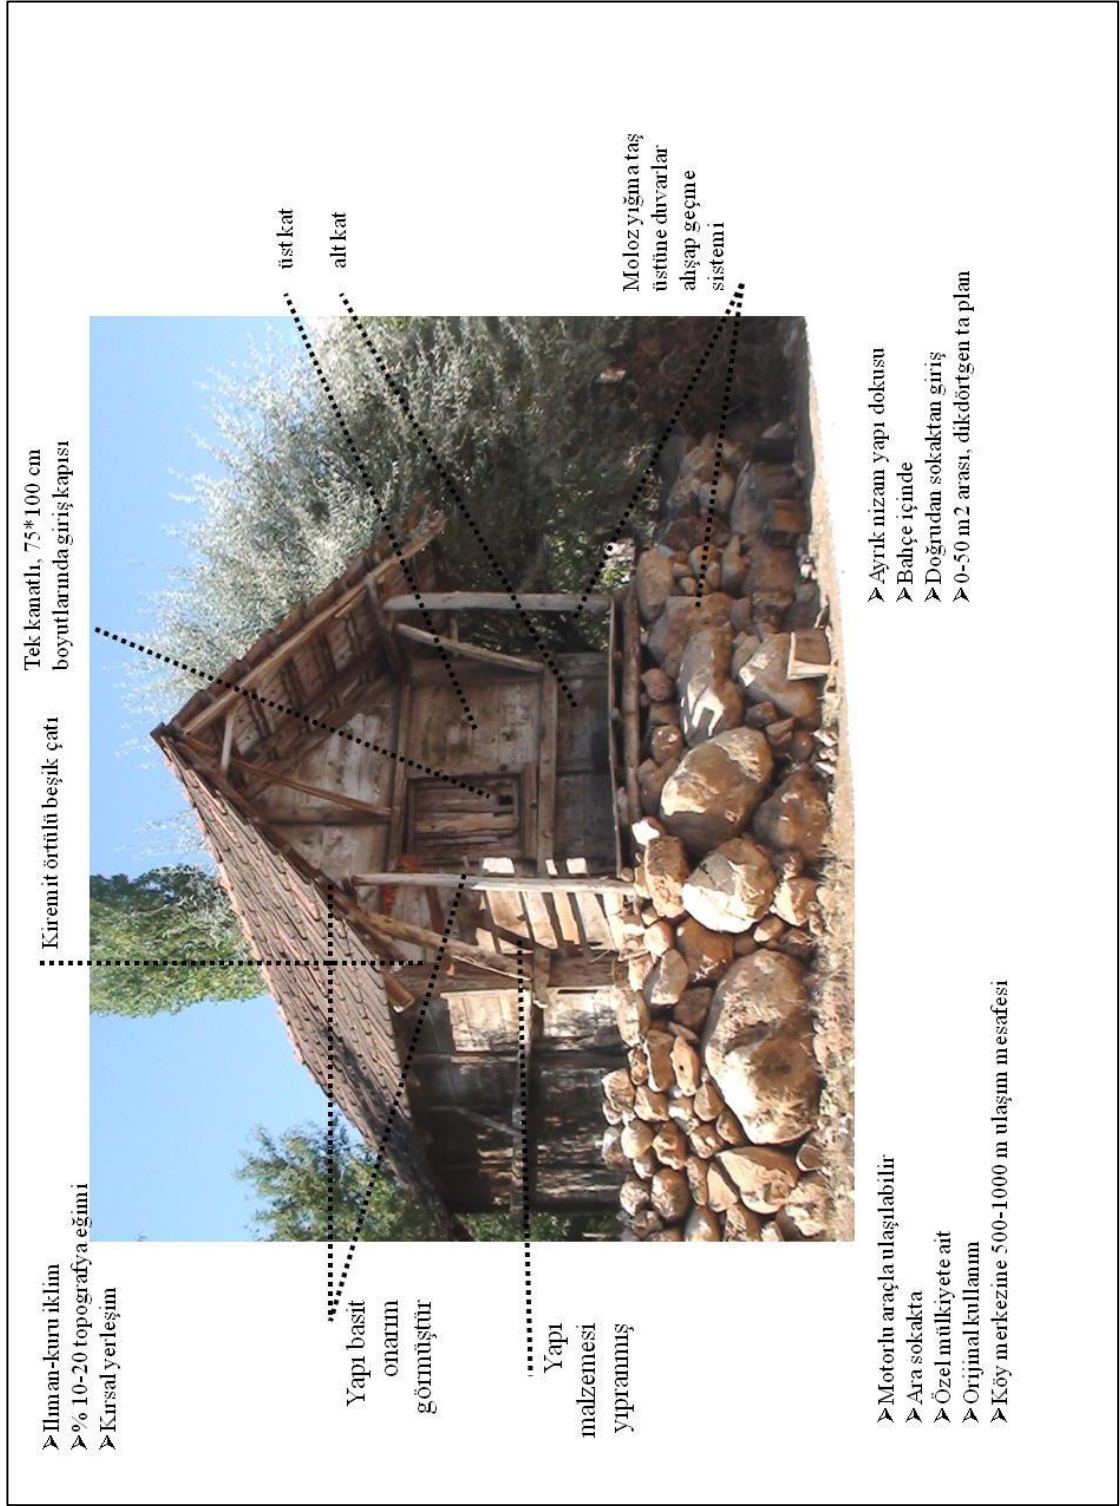 ➤Ilıman-kuru iklim
➤% 10-20 topografya eğimi
➤Kırsal yerleşim
Kiremit örtülü beşik çatı
Tek kanatlı, 75*100 cm
boyutlarında giriş kapısı
üst kat
alt kat
Yapı basit
onarım
görmüştür
Yapı
malzemesi
yıpranmış
Moloz yığma taş
üstüne duvarlar
ahşap geçme
sistemi
➤Motorlu araçla ulaşılabilir
➤Ara sokakta
➤Özel mülkiyete ait
➤Orijinal kullanım
➤Köy merkezine 500-1000 m ulaşım mesafesi
➤Ayrık nizam yapı dokusu
➤Bahçe içinde
➤Doğrudan sokaktan giriş
➤0-50 m2 arası, dikdörtgen ta plan